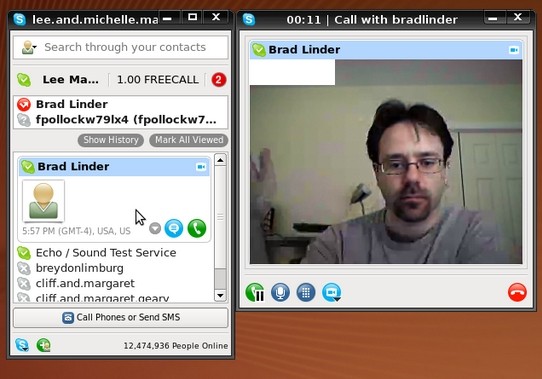 lee.and.michelle.ma
Search through your contacts
Lee Ma...
1.00 FREECALL
2
Brad Linder
fpollockw79lx4 (fpollockw7...
Show History
Mark All Viewed
Brad Linder
5:57 PM (GMT-4), USA, US
Echo / Sound Test Service
breydonlimburg
cliff.and.margaret
cliff.and.margaret.geary
Call Phones or Send SMS
12,474,936 People Online
00:11 | Call with bradlinder
Brad Linder